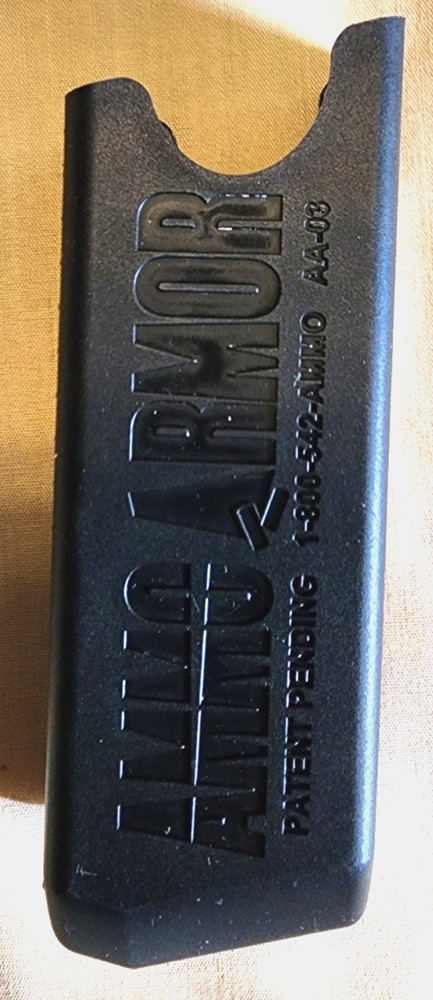 AMMO ARMOR
PATENT PENDING 1-800-542-AMMO AA-03